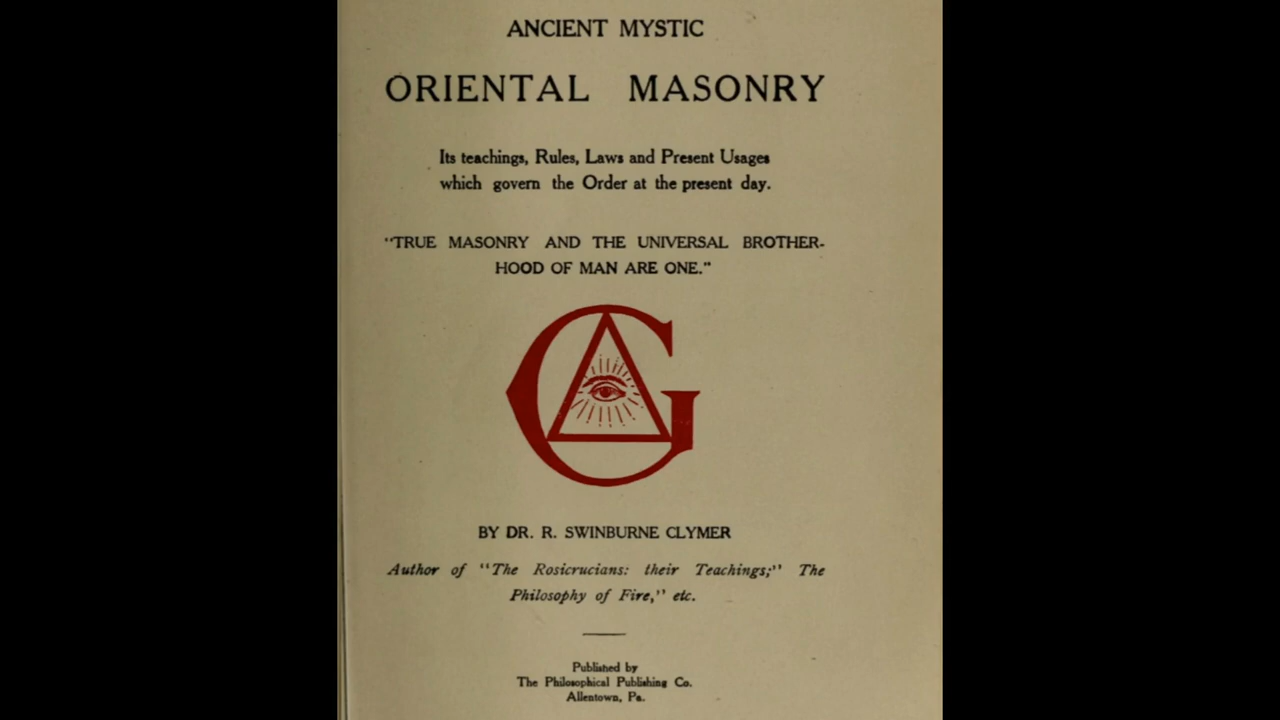 ANCIENT MYSTIC
ORIENTAL MASONRY
Its teachings, Rules, Laws and Present Usages
which govern the Order at the present day.
"TRUE MASONRY AND THE UNIVERSAL BROTHER-
HOOD OF MAN ARE ONE."
G
BY DR. R. SWINBURNE CLYMER
Author of "The Rosicrucians: their Teachings;" The
Philosophy of Fire," etc.
Published by
The Philosophical Publishing Co.
Allentown, Pa.